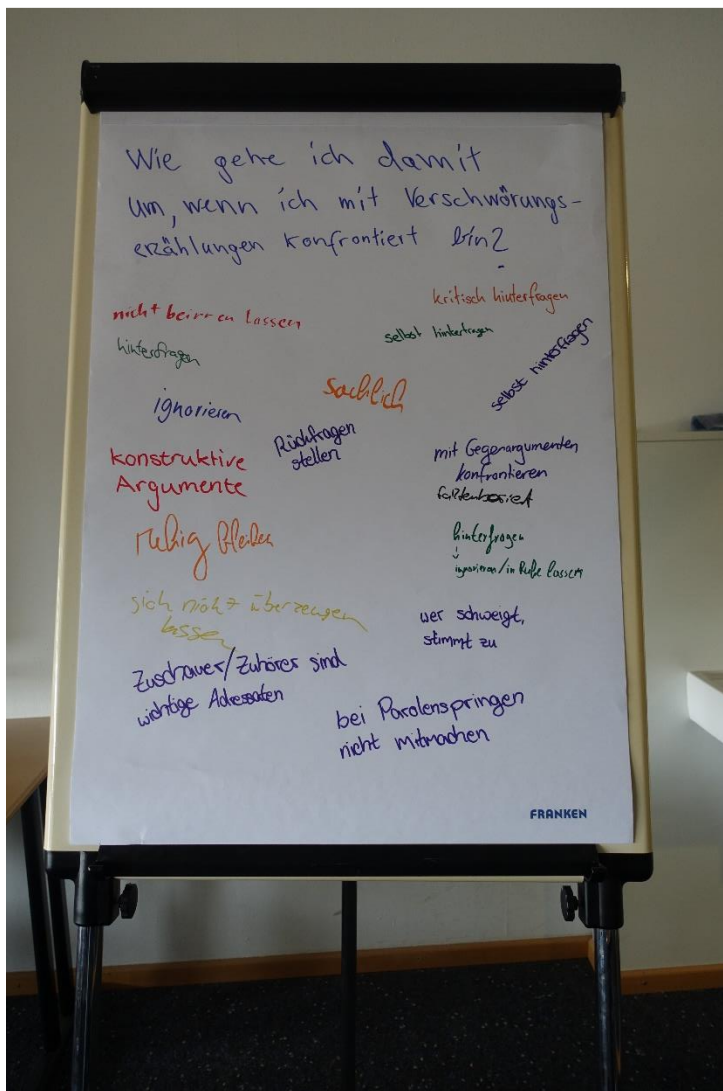 Wie gehe ich damit
um, wenn ich mit Verschwörungs-
erzählungen konfrontiert bin?
nicht beirren lassen
kritisch hinterfragen
hinterfragen
selbst hinterfragen
selbst hinterfragen
ignorieren
sachlich
Rückfragen
stellen
konstruktive
Argumente
mit Gegenargumenten
konfrontieren
faktenbasiert
ruhig bleiben
hinterfragen
↓
ignorieren/in Ruhe lassen
sich nicht überzeugen
lassen
wer schweigt,
stimmt zu
Zuschauer/Zuhörer sind
wichtige Adressaten
bei Parolenspringen
nicht mitmachen
FRANKEN